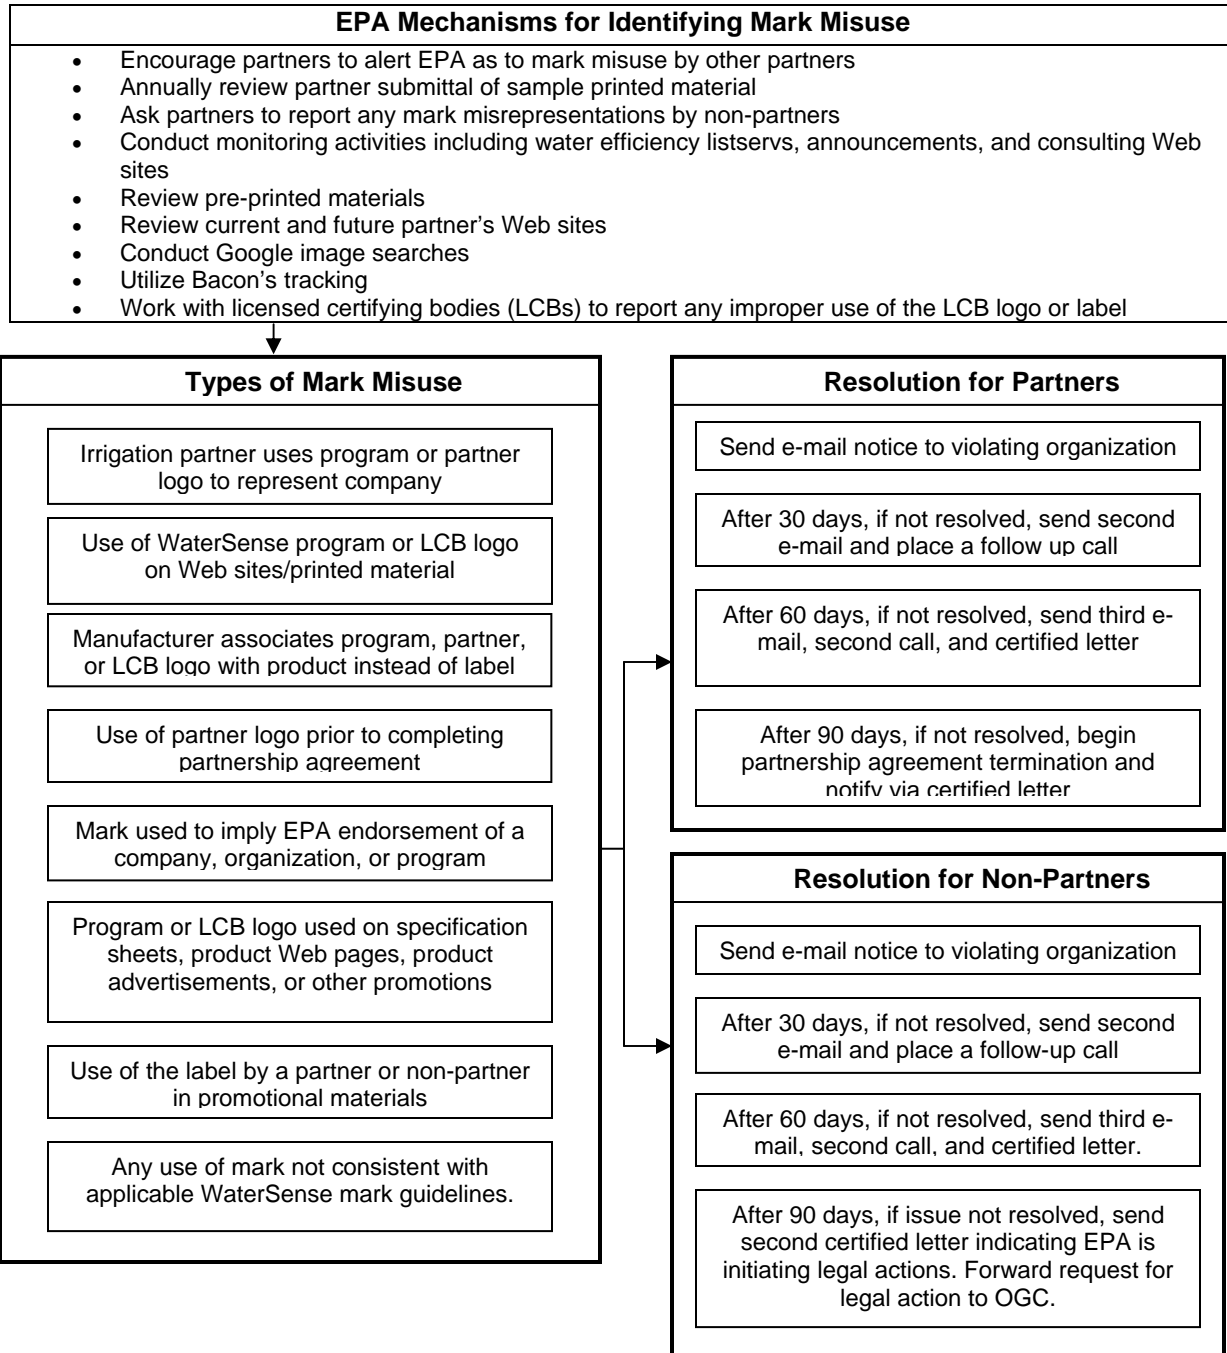 EPA Mechanisms for Identifying Mark Misuse
• Encourage partners to alert EPA as to mark misuse by other partners
• Annually review partner submittal of sample printed material
• Ask partners to report any mark misrepresentations by non-partners
• Conduct monitoring activities including water efficiency listservs, announcements, and consulting Web
sites
• Review pre-printed materials
• Review current and future partner's Web sites
• Conduct Google image searches
• Utilize Bacon's tracking
• Work with licensed certifying bodies (LCBs) to report any improper use of the LCB logo or label
Types of Mark Misuse
Irrigation partner uses program or partner
logo to represent company
Use of WaterSense program or LCB logo
on Web sites/printed material
Manufacturer associates program, partner,
or LCB logo with product instead of label
Use of partner logo prior to completing
partnership agreement
Mark used to imply EPA endorsement of a
company, organization, or program
Program or LCB logo used on specification
sheets, product Web pages, product
advertisements, or other promotions
Use of the label by a partner or non-partner
in promotional materials
Any use of mark not consistent with
applicable WaterSense mark guidelines.
Resolution for Partners
Send e-mail notice to violating organization
After 30 days, if not resolved, send second
e-mail and place a follow up call
After 60 days, if not resolved, send third e-
mail, second call, and certified letter
After 90 days, if not resolved, begin
partnership agreement termination and
notify via certified letter
Resolution for Non-Partners
Send e-mail notice to violating organization
After 30 days, if not resolved, send second
e-mail and place a follow-up call
After 60 days, if not resolved, send third e-
mail, second call, and certified letter.
After 90 days, if issue not resolved, send
second certified letter indicating EPA is
initiating legal actions. Forward request for
legal action to OGC.